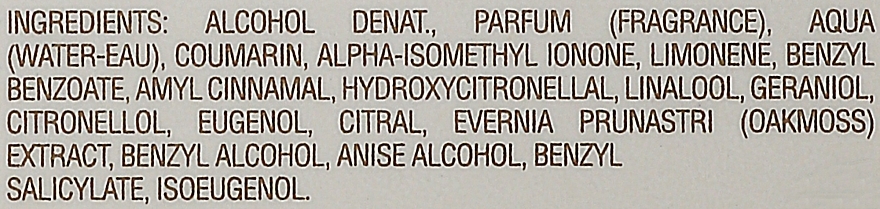 INGREDIENTS: ALCOHOL DENAT., PARFUM (FRAGRANCE), AQUA
(WATER-EAU), COUMARIN, ALPHA-ISOMETHYL IONONE, LIMONENE, BENZYL
BENZOATE, AMYL CINNAMAL, HYDROXYCITRONELLAL, LINALOOL, GERANIOL,
CITRONELLOL, EUGENOL, CITRAL, EVERNIA PRUNASTRI (OAKMOSS)
EXTRACT, BENZYL ALCOHOL, ANISE ALCOHOL, BENZYL
SALICYLATE, ISOEUGENOL.